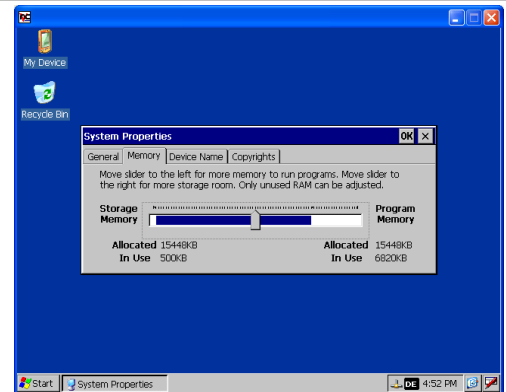 My Device
Recycle Bin
System Properties OK ×
General Memory Device Name Copyrights
Move slider to the left for more memory to run programs. Move slider to
the right for more storage room. Only unused RAM can be adjusted.
Storage Memory
Program Memory
Allocated 15448KB Allocated 15448KB
In Use 500KB In Use 6820KB
Start System Properties DE 4:52 PM